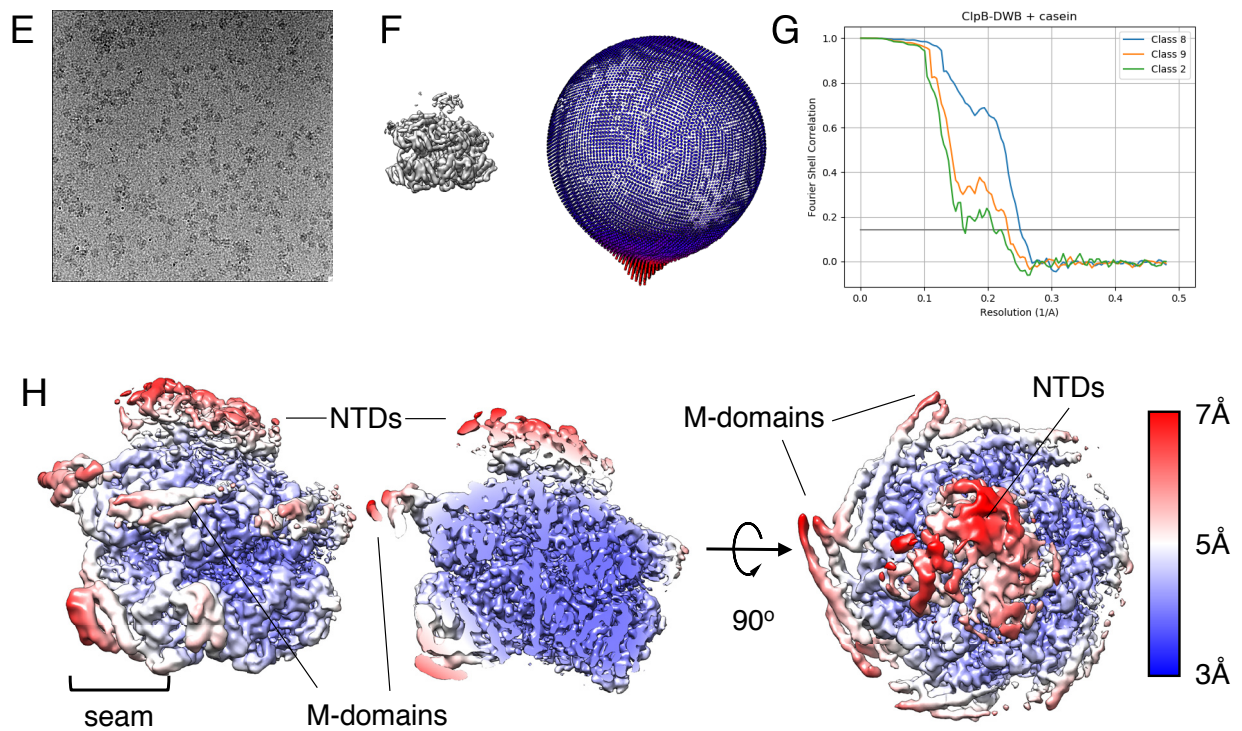 E
F
G
ClpB-DWB + casein
Class 8
Class 9
Class 2
Fourier Shell Correlation
1.0
0.8
0.6
0.4
0.2
0.0
0.0 0.1 0.2 0.3 0.4 0.5
Resolution (1/A)
H
NTDs
M-domains
NTDs
7Å
5Å
3Å
90º
seam
M-domains